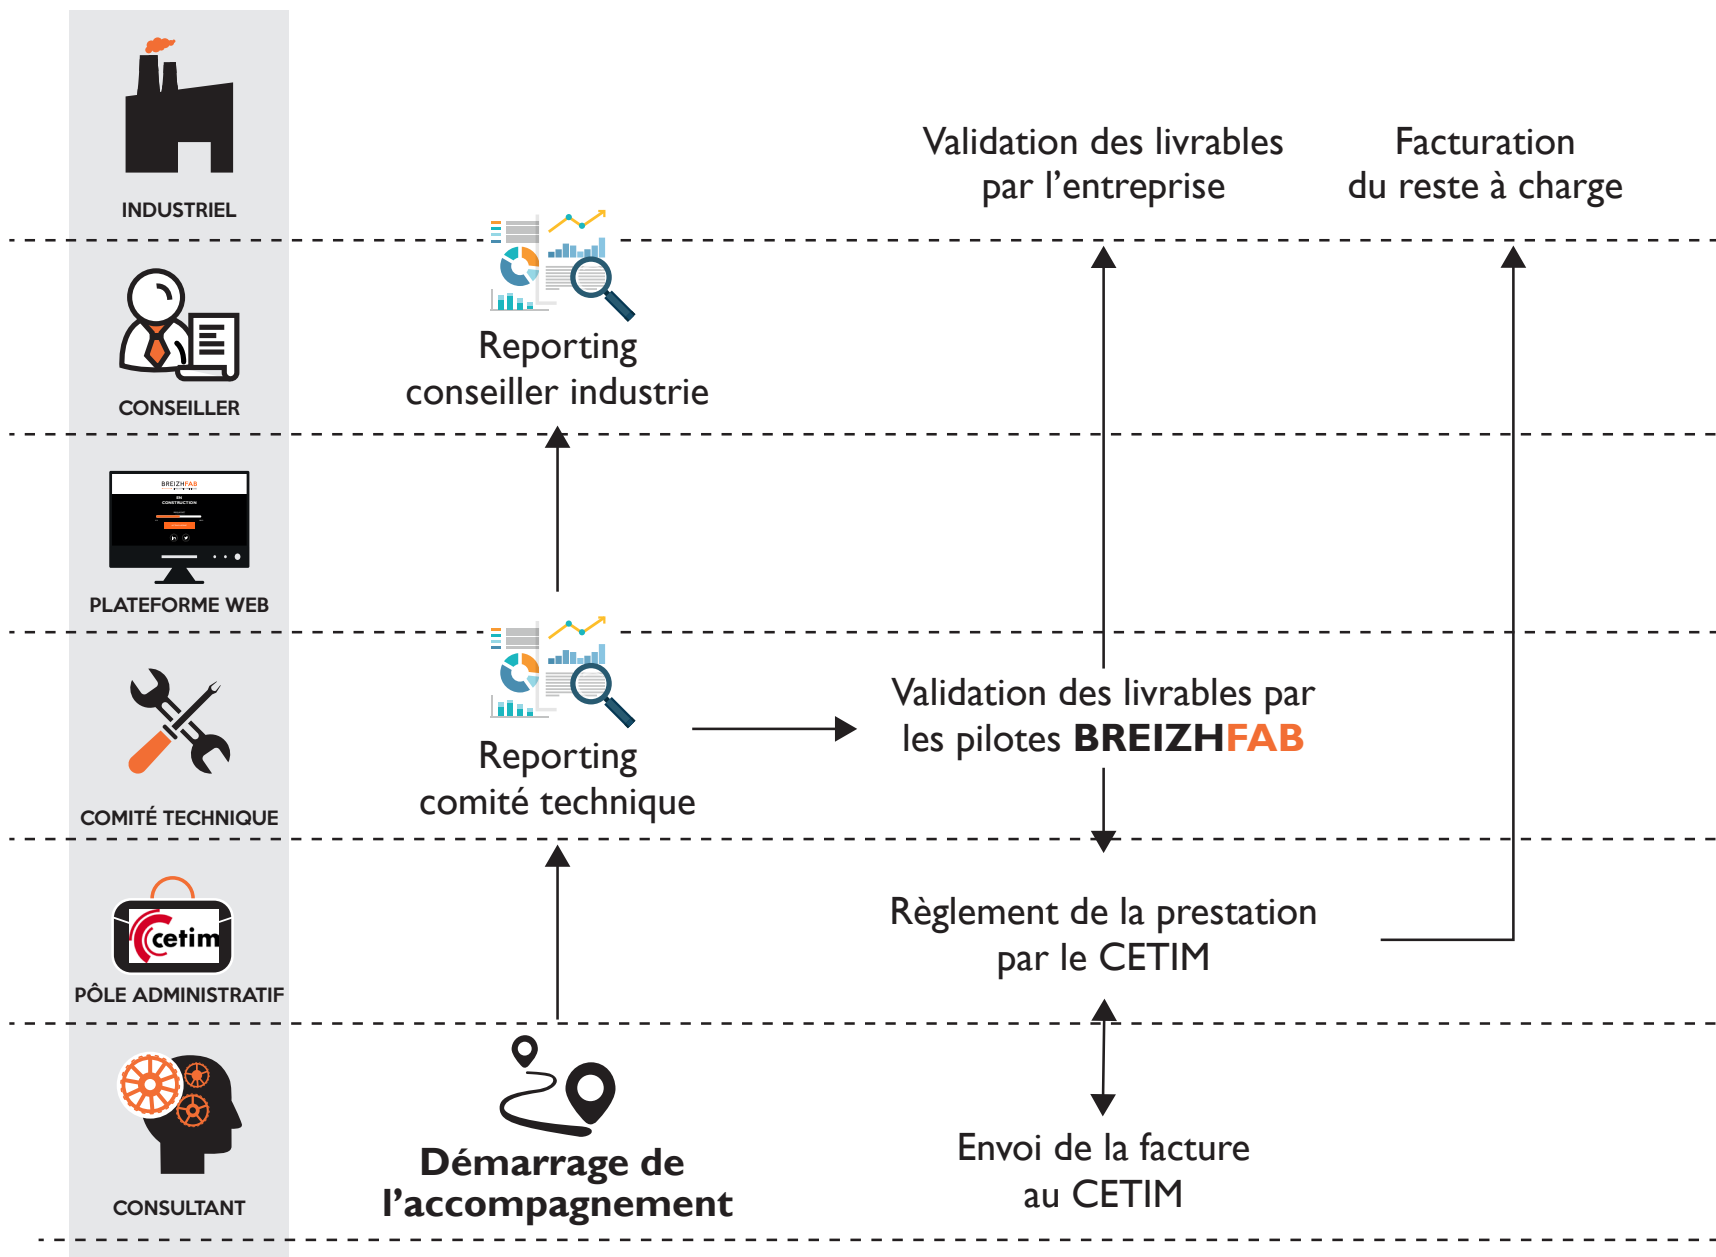 INDUSTRIEL
Validation des livrables
par l’entreprise
Facturation
du reste à charge
CONSEILLER
Reporting
conseiller industrie
BREIZHFAB
EN
CONSTRUCTION
PLATEFORME WEB
COMITÉ TECHNIQUE
Reporting
comité technique
Validation des livrables par
les pilotes BREIZHFAB
cetim
PÔLE ADMINISTRATIF
Règlement de la prestation
par le CETIM
CONSULTANT
Démarrage de
l’accompagnement
Envoi de la facture
au CETIM